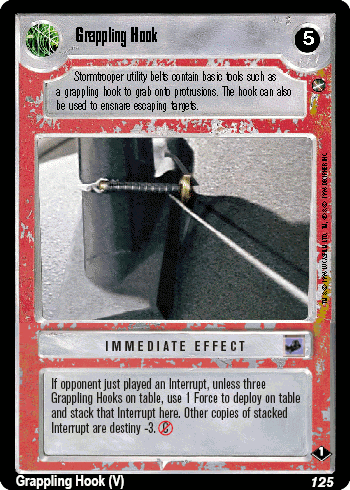 Grappling Hook
5
Stormtrooper utility belts contain basic tools such as
a grappling hook to grab onto protrusions. The hook can also
be used to ensnare escaping targets.
IMMEDIATE EFFECT
If opponent just played an Interrupt, unless three
Grappling Hooks on table, use 1 Force to deploy on table
and stack that Interrupt here. Other copies of stacked
Interrupt are destiny -3.
1
Grappling Hook (V)
125